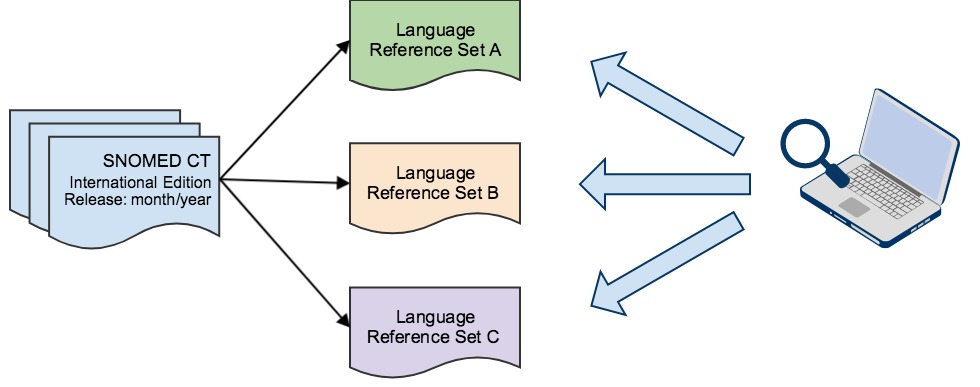 SNOMED CT
International Edition
Release: month/year
Language
Reference Set A
Language
Reference Set B
Language
Reference Set C